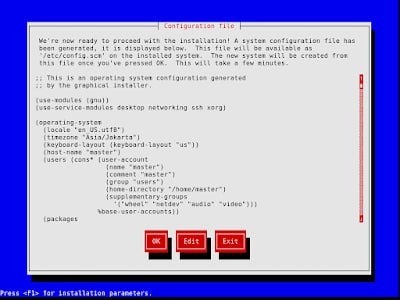 Configuration file
We're now ready to proceed with the installation! A system configuration file has
been generated, it is displayed below.  This file will be available as
'/etc/config.scm' on the installed system.  The new system will be created from
this file once you've pressed OK.  This will take a few minutes.
;; This is an operating system configuration generated
;; by the graphical installer.
(use-modules (gnu))
(use-service-modules desktop networking ssh xorg)
(operating-system
(locale "en_US.utf8")
(timezone "Asia/Jakarta")
(keyboard-layout (keyboard-layout "us"))
(host-name "master")
(users (cons* (user-account
(name "master")
(comment "master")
(group "users")
(home-directory "/home/master")
(supplementary-groups
'("wheel" "netdev" "audio" "video")))
%base-user-accounts))
(packages
OK Edit Exit
Press <F1> for installation parameters.